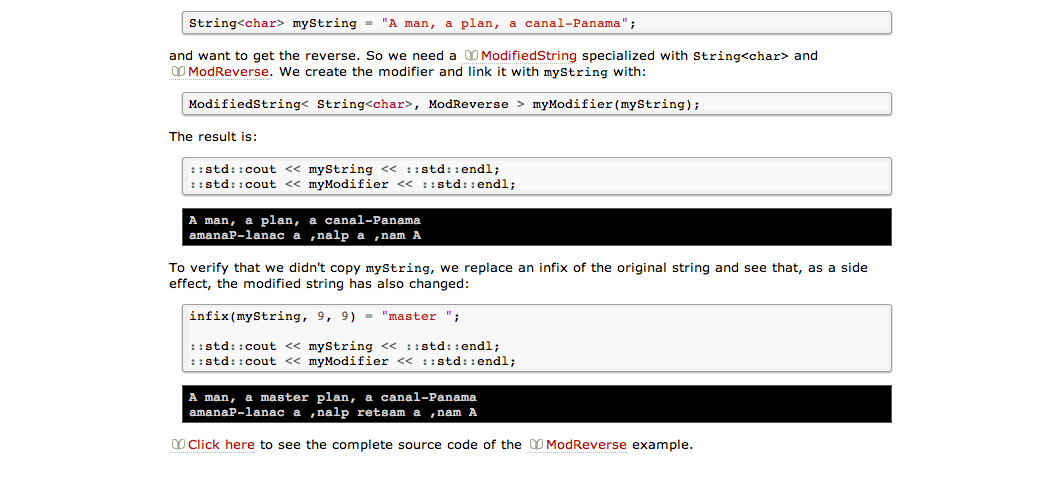 String<char> myString = "A man, a plan, a canal-Panama";
and want to get the reverse. So we need a ModifiedString specialized with String<char> and
ModReverse. We create the modifier and link it with myString with:
ModifiedString< String<char>, ModReverse > myModifier(myString);
The result is:
::std::cout << myString << ::std::endl;
::std::cout << myModifier << ::std::endl;
A man, a plan, a canal-Panama
amanaP-lanac a ,nalp a ,nam A
To verify that we didn't copy myString, we replace an infix of the original string and see that, as a side
effect, the modified string has also changed:
infix(myString, 9, 9) = "master ";
::std::cout << myString << ::std::endl;
::std::cout << myModifier << ::std::endl;
A man, a master plan, a canal-Panama
amanaP-lanac a ,nalp retsam a ,nam A
Click here to see the complete source code of the ModReverse example.